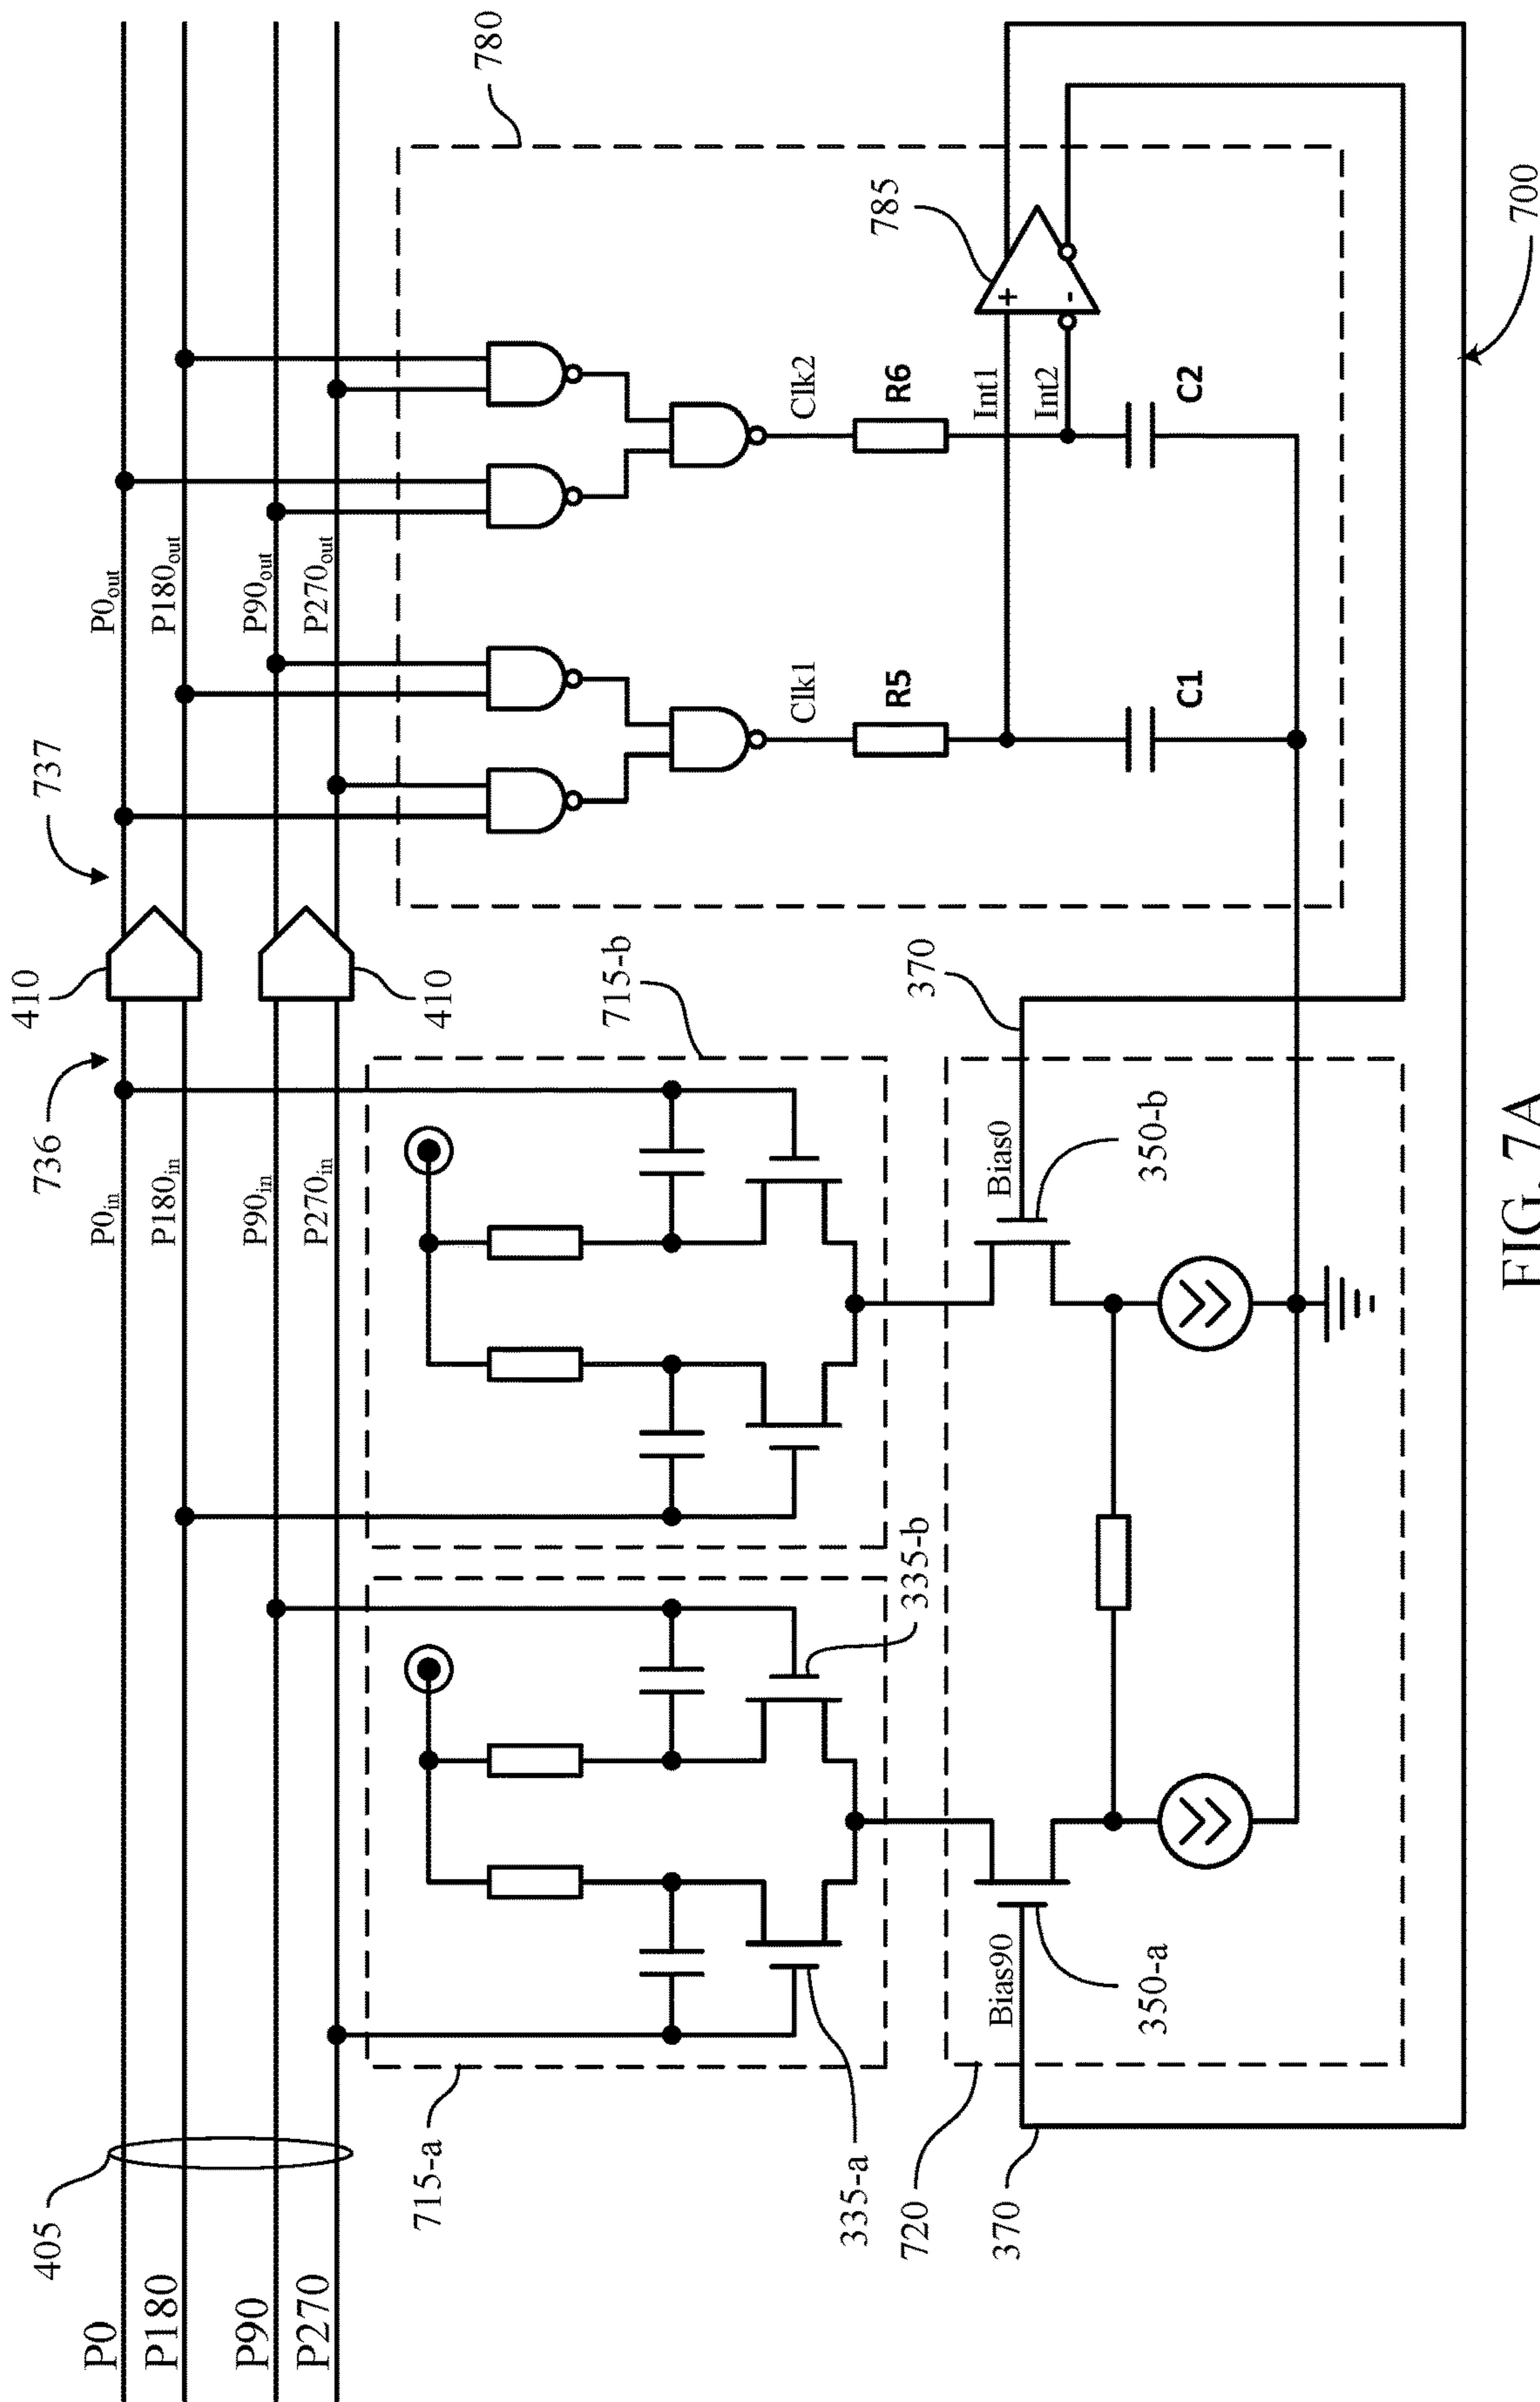 P0
P180
P90
P270
405
736
737
410
410
P0in
P180in
P90in
P270in
P0out
P180out
P90out
P270out
715-a
715-b
335-a
335-b
780
Clk1
Clk2
R5
R6
Int1
Int2
+
-
785
C1
C2
720
370
370
Bias90
Bias0
350-a
350-b
700
FIG. 7A